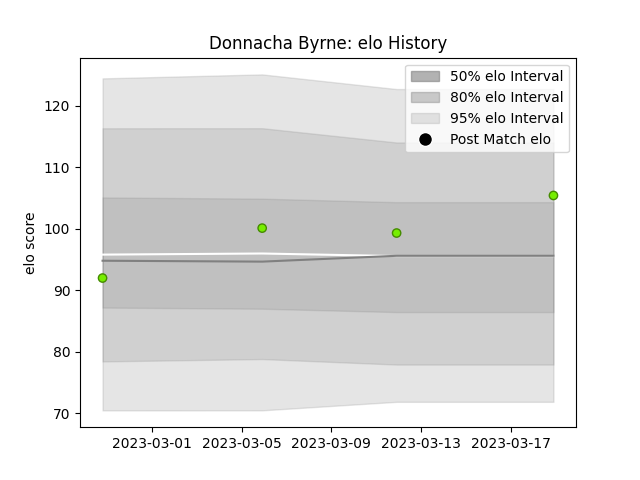 Donnacha Byrne: elo History
50% elo Interval
80% elo Interval
95% elo Interval
Post Match elo
elo score
120
110
100
90
80
70
2023-03-01 2023-03-05 2023-03-09 2023-03-13 2023-03-17